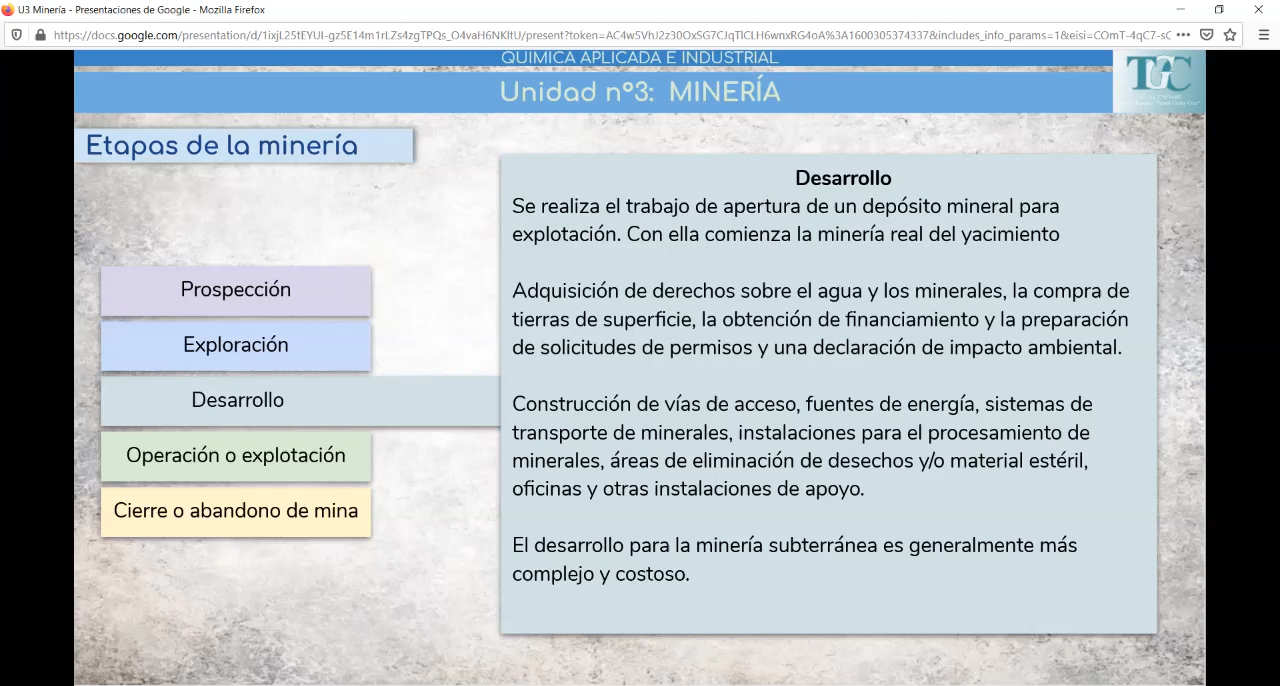 U3 Minería - Presentaciones de Google - Mozilla Firefox
QUIMICA APLICADA E INDUSTRIAL
Unidad nº3: MINERÍA
TGC
Etapas de la minería
Prospección
Exploración
Desarrollo
Operación o explotación
Cierre o abandono de mina
Desarrollo
Se realiza el trabajo de apertura de un depósito mineral para
explotación. Con ella comienza la minería real del yacimiento
Adquisición de derechos sobre el agua y los minerales, la compra de
tierras de superficie, la obtención de financiamiento y la preparación
de solicitudes de permisos y una declaración de impacto ambiental.
Construcción de vías de acceso, fuentes de energía, sistemas de
transporte de minerales, instalaciones para el procesamiento de
minerales, áreas de eliminación de desechos y/o material estéril,
oficinas y otras instalaciones de apoyo.
El desarrollo para la minería subterránea es generalmente más
complejo y costoso.